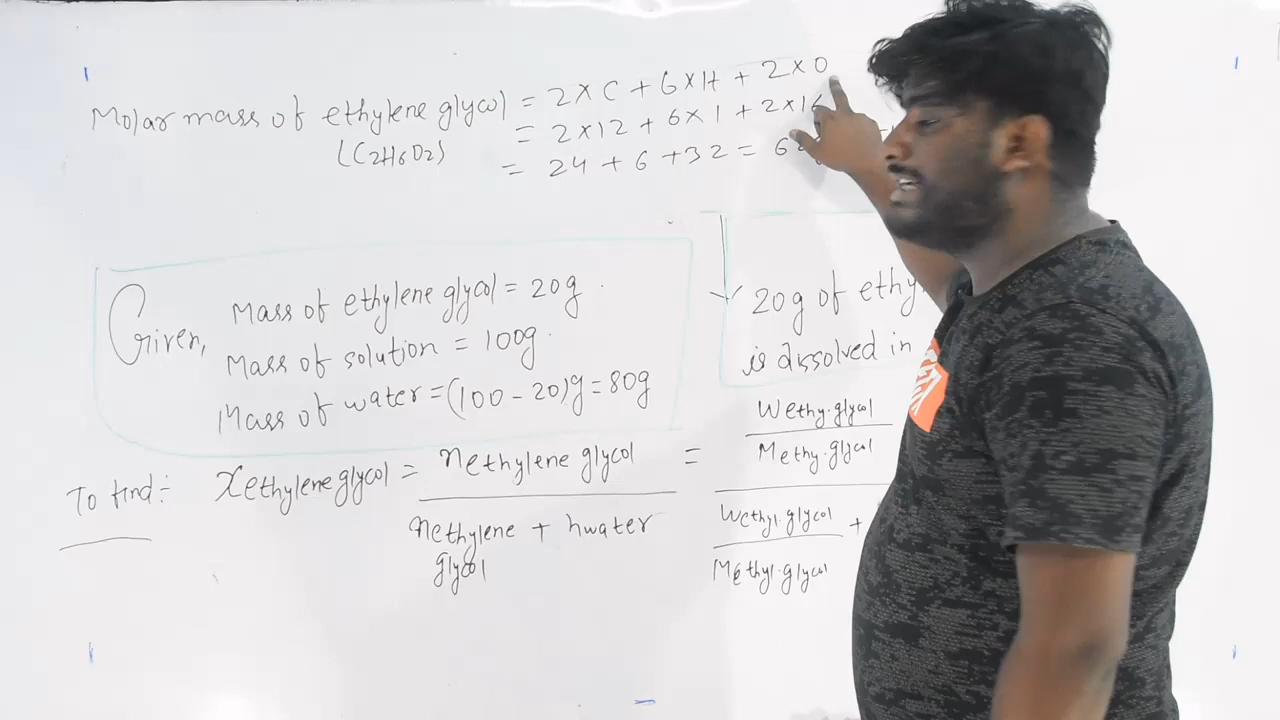 Molar mass of ethylene glycol = 2 × C + 6 × H + 2 × O
(C2H6O2)
= 2 × 12 + 6 × 1 + 2 × 16
= 24 + 6 + 32 =
Given,
Mass of ethylene glycol = 20g.
Mass of solution = 100g.
Mass of water = (100 - 20)g = 80g
20g of
is dissolved in
To find:- Xethylene glycol = nethylene glycol / nethylene glycol + nwater = Wethy.glycol / Methy.glycol
Wethyl.glycol / Methyl.glycol +